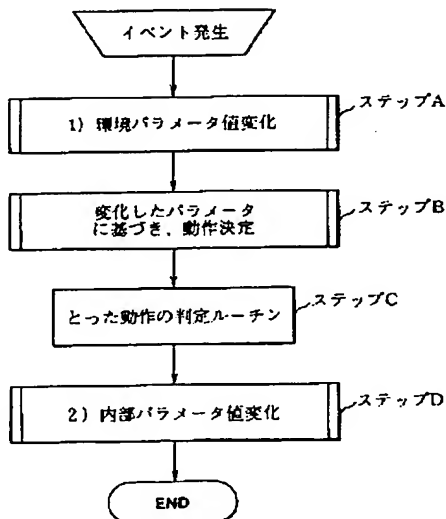 イベント発生
1) 環境パラメータ値変化
ステップA
変化したパラメータ
に基づき、動作決定
ステップB
とった動作の判定ルーチン
ステップC
2) 内部パラメータ値変化
ステップD
END